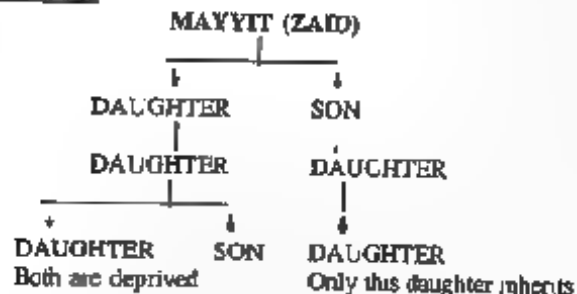 MAYYIT (ZAID)
DAUGHTER SON
DAUGHTER DAUGHTER
DAUGHTER SON DAUGHTER
Both are deprived Only this daughter inherits